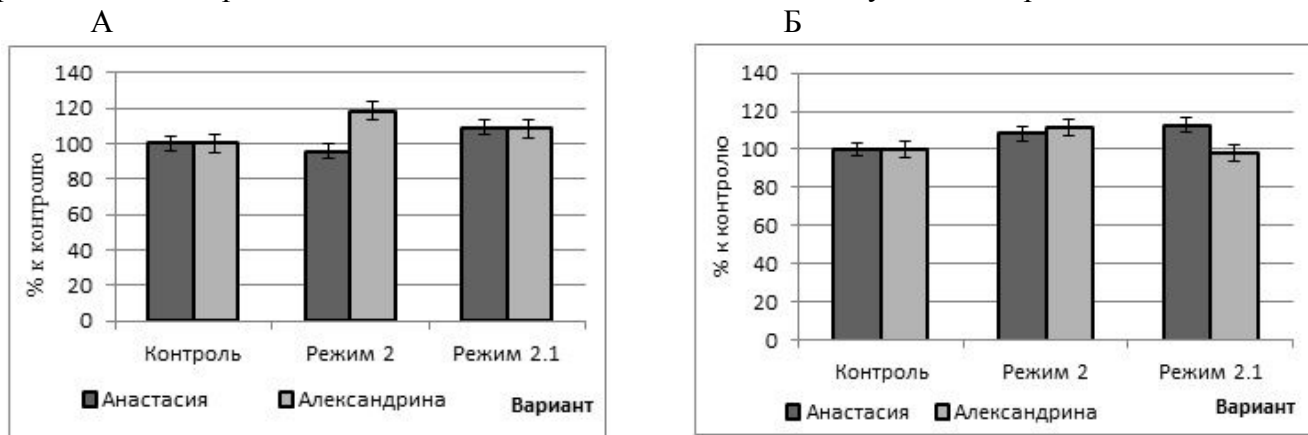 А
Б
% к контролю
140
120
100
80
60
40
20
0
Контроль
Режим 2
Режим 2.1
Анастасия
Александрина
Вариант
% к контролю
140
120
100
80
60
40
20
0
Контроль
Режим 2
Режим 2.1
Анастасия
Александрина
Вариант